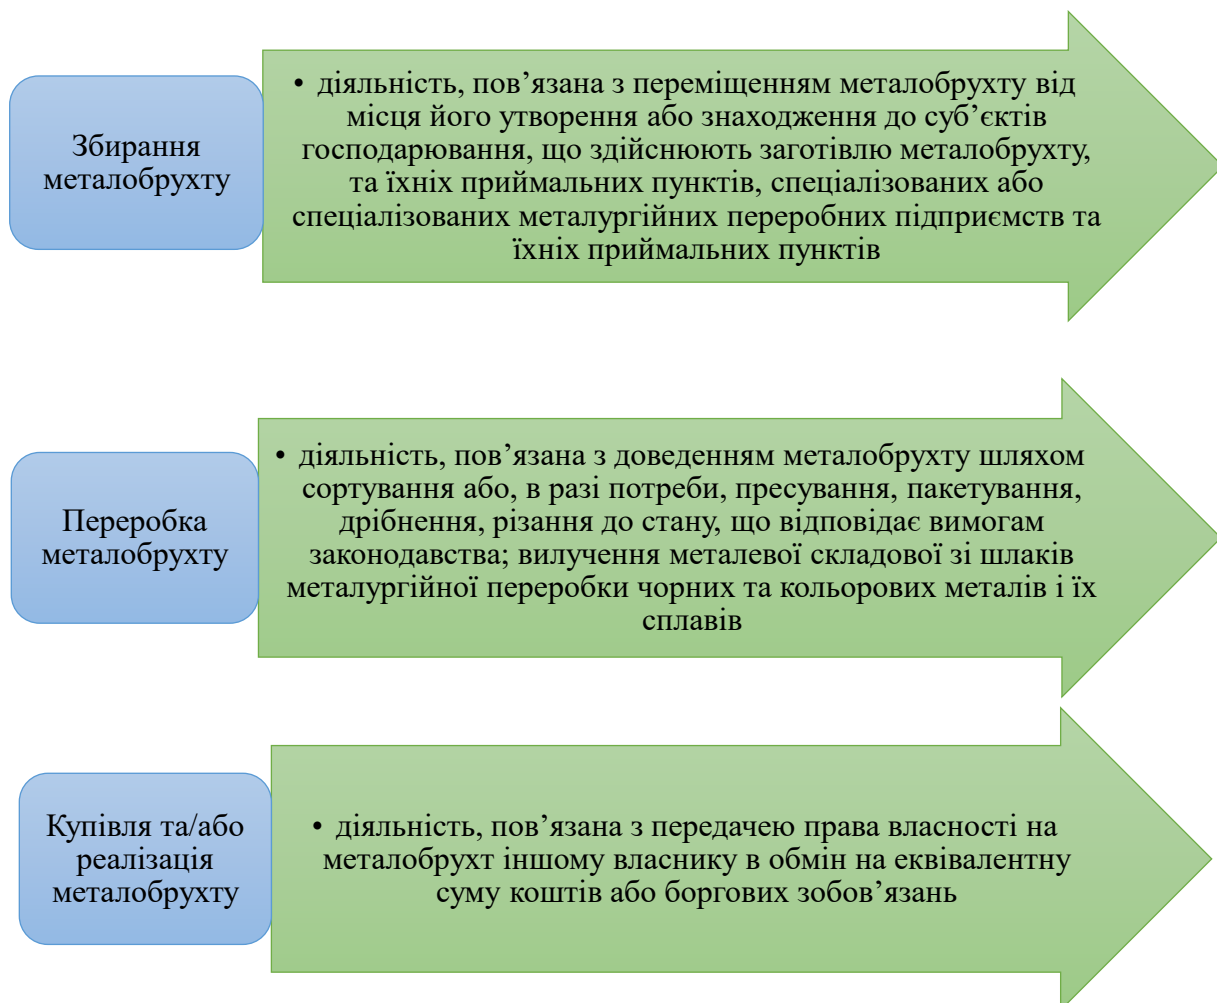 Збирання
металобрухту
• діяльність, пов’язана з переміщенням металобрухту від
місця його утворення або знаходження до суб’єктів
господарювання, що здійснюють заготівлю металобрухту,
та їхніх приймальних пунктів, спеціалізованих або
спеціалізованих металургійних переробних підприємств та
їхніх приймальних пунктів
Переробка
металобрухту
• діяльність, пов’язана з доведенням металобрухту шляхом
сортування або, в разі потреби, пресування, пакетування,
дрібнення, різання до стану, що відповідає вимогам
законодавства; вилучення металевої складової зі шлаків
металургійної переробки чорних та кольорових металів і їх
сплавів
Купівля та/або
реалізація
металобрухту
• діяльність, пов’язана з передачею права власності на
металобрухт іншому власнику в обмін на еквівалентну
суму коштів або боргових зобов’язань